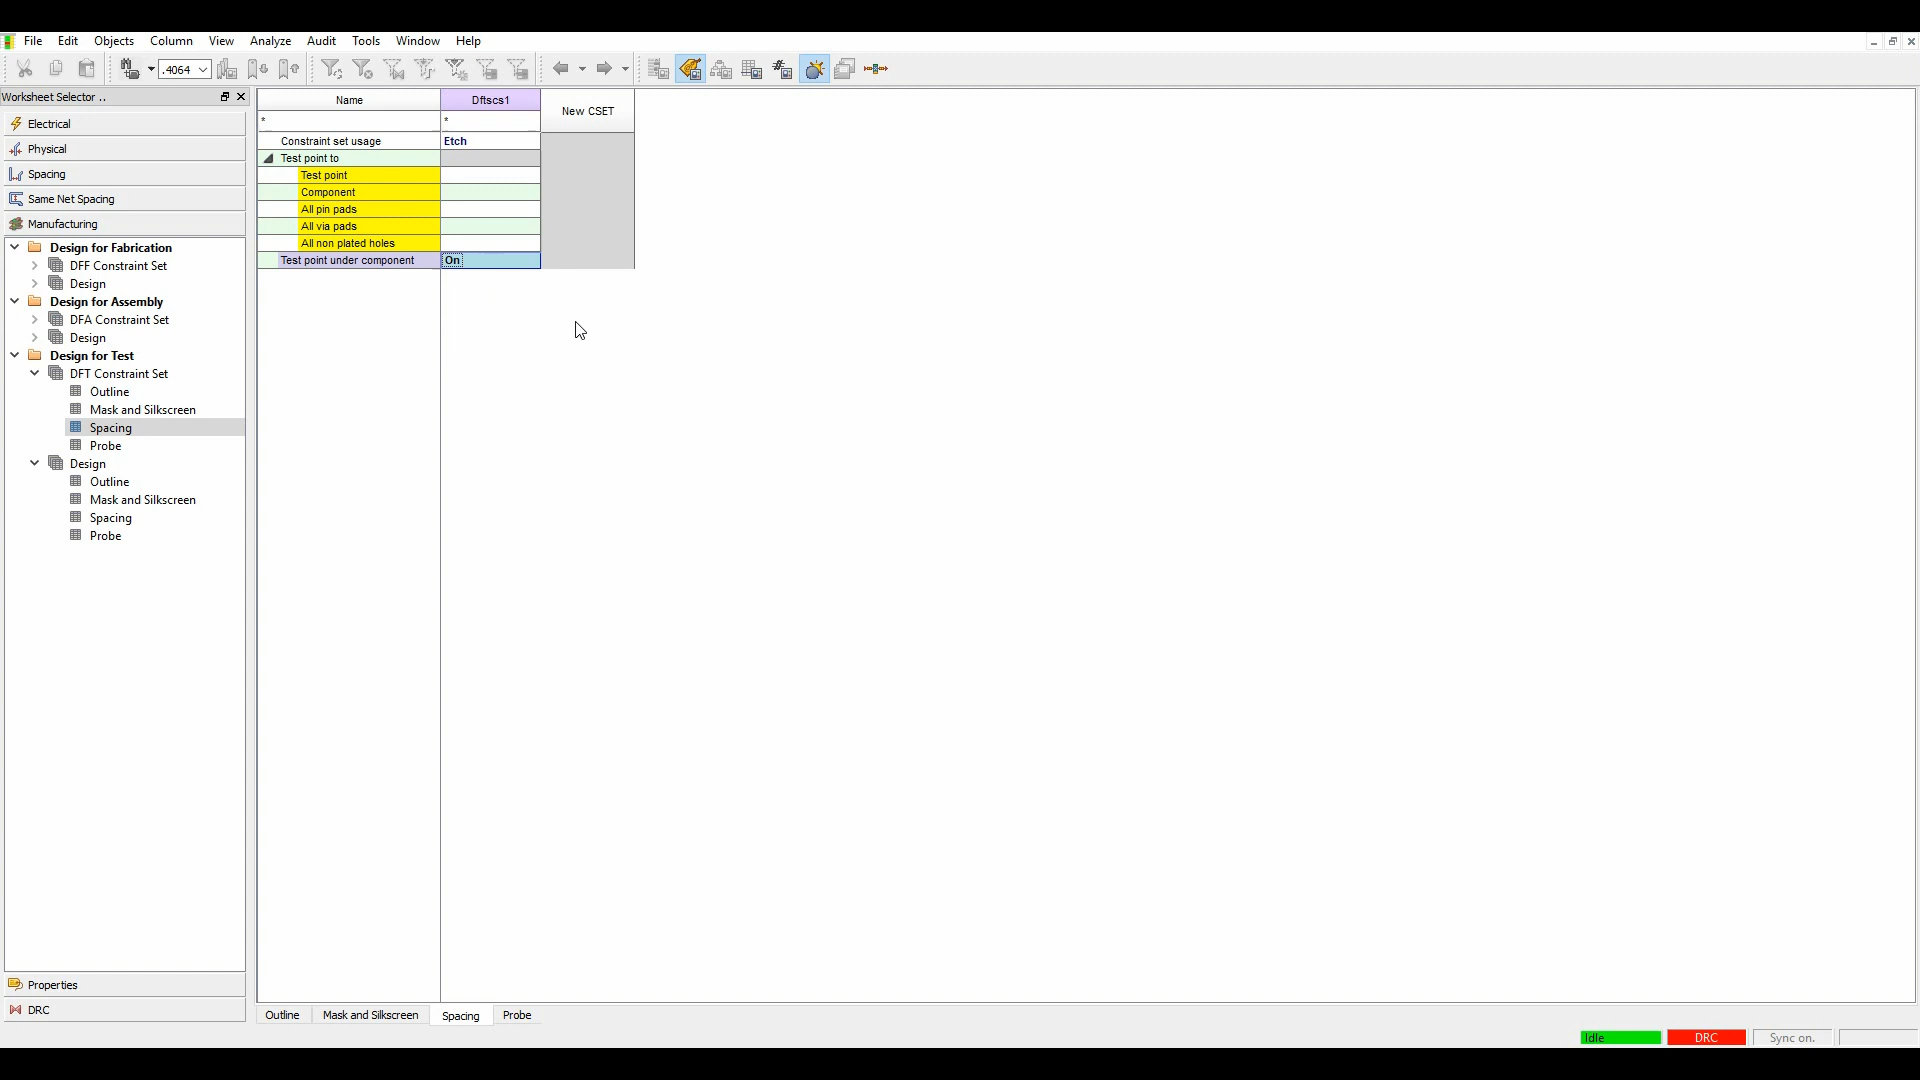 File Edit Objects Column View Analyze Audit Tools Window Help
.4064
Worksheet Selector ..
Electrical
Physical
Spacing
Same Net Spacing
Manufacturing
Design for Fabrication
DFF Constraint Set
Design
Design for Assembly
DFA Constraint Set
Design
Design for Test
DFT Constraint Set
Outline
Mask and Silkscreen
Spacing
Probe
Design
Outline
Mask and Silkscreen
Spacing
Probe
Properties
DRC
Name Dftscs1 New CSET
* *
Constraint set usage Etch
Test point to
Test point
Component
All pin pads
All via pads
All non plated holes
Test point under component On
Outline Mask and Silkscreen Spacing Probe
Idle DRC Sync on.